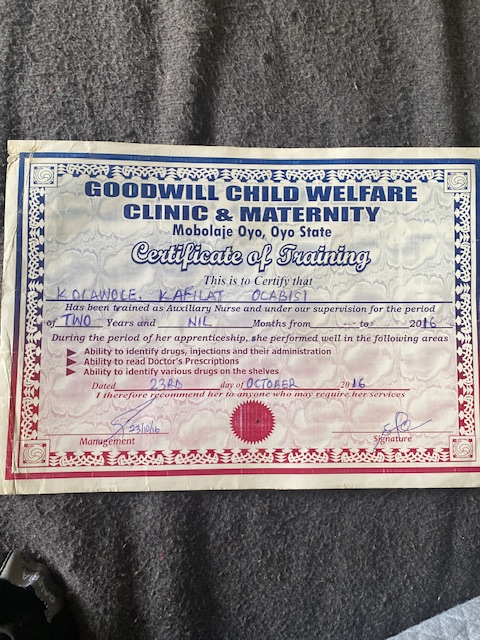 GOODWILL CHILD WELFARE
CLINIC & MATERNITY
Mobolaje Oyo, Oyo State
Certificate of Training
This is to Certify that
KOLAWOLE, KAFILAT OLABISI
Has been trained as Auxiliary Nurse and under our supervision for the period
of TWO Years and NIL Months from to 2016
During the period of her apprenticeship, she performed well in the following areas
Ability to identify drugs, injections and their administration
Ability to read Doctor's Prescriptions
Ability to identify various drugs on the shelves
Dated 23RD day of OCTOBER 2016
I therefore recommend her to anyone who may require her services
23/10/16
Management Signature